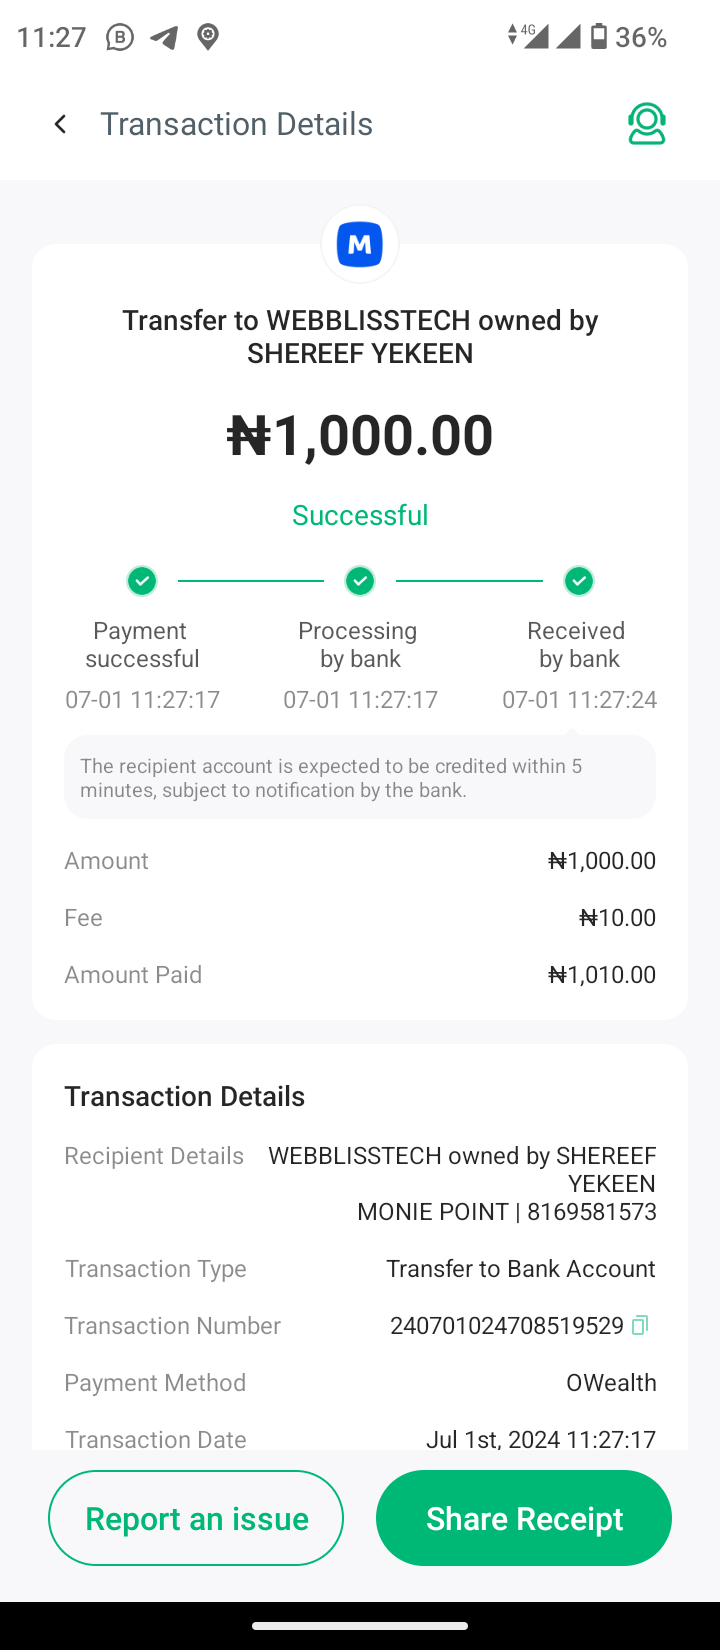 11:27
4G
36%
Transaction Details
M
Transfer to WEBBLISSTECH owned by
SHEREEF YEKEEN
₦1,000.00
Successful
Payment
successful
07-01 11:27:17
Processing
by bank
07-01 11:27:17
Received
by bank
07-01 11:27:24
The recipient account is expected to be credited within 5
minutes, subject to notification by the bank.
Amount ₦1,000.00
Fee ₦10.00
Amount Paid ₦1,010.00
Transaction Details
Recipient Details WEBBLISSTECH owned by SHEREEF
YEKEEN
MONIE POINT | 8169581573
Transaction Type Transfer to Bank Account
Transaction Number 240701024708519529
Payment Method OWealth
Transaction Date Jul 1st, 2024 11:27:17
Report an issue
Share Receipt